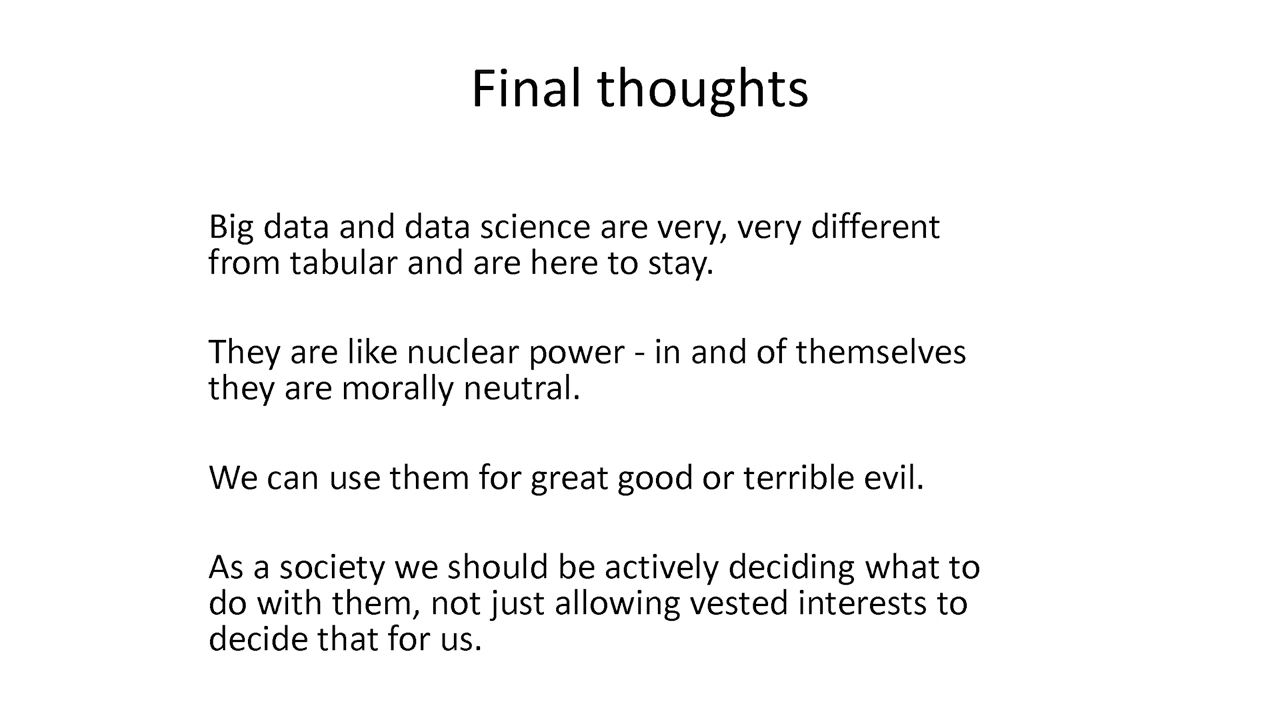 Final thoughts
Big data and data science are very, very different
from tabular and are here to stay.
They are like nuclear power - in and of themselves
they are morally neutral.
We can use them for great good or terrible evil.
As a society we should be actively deciding what to
do with them, not just allowing vested interests to
decide that for us.